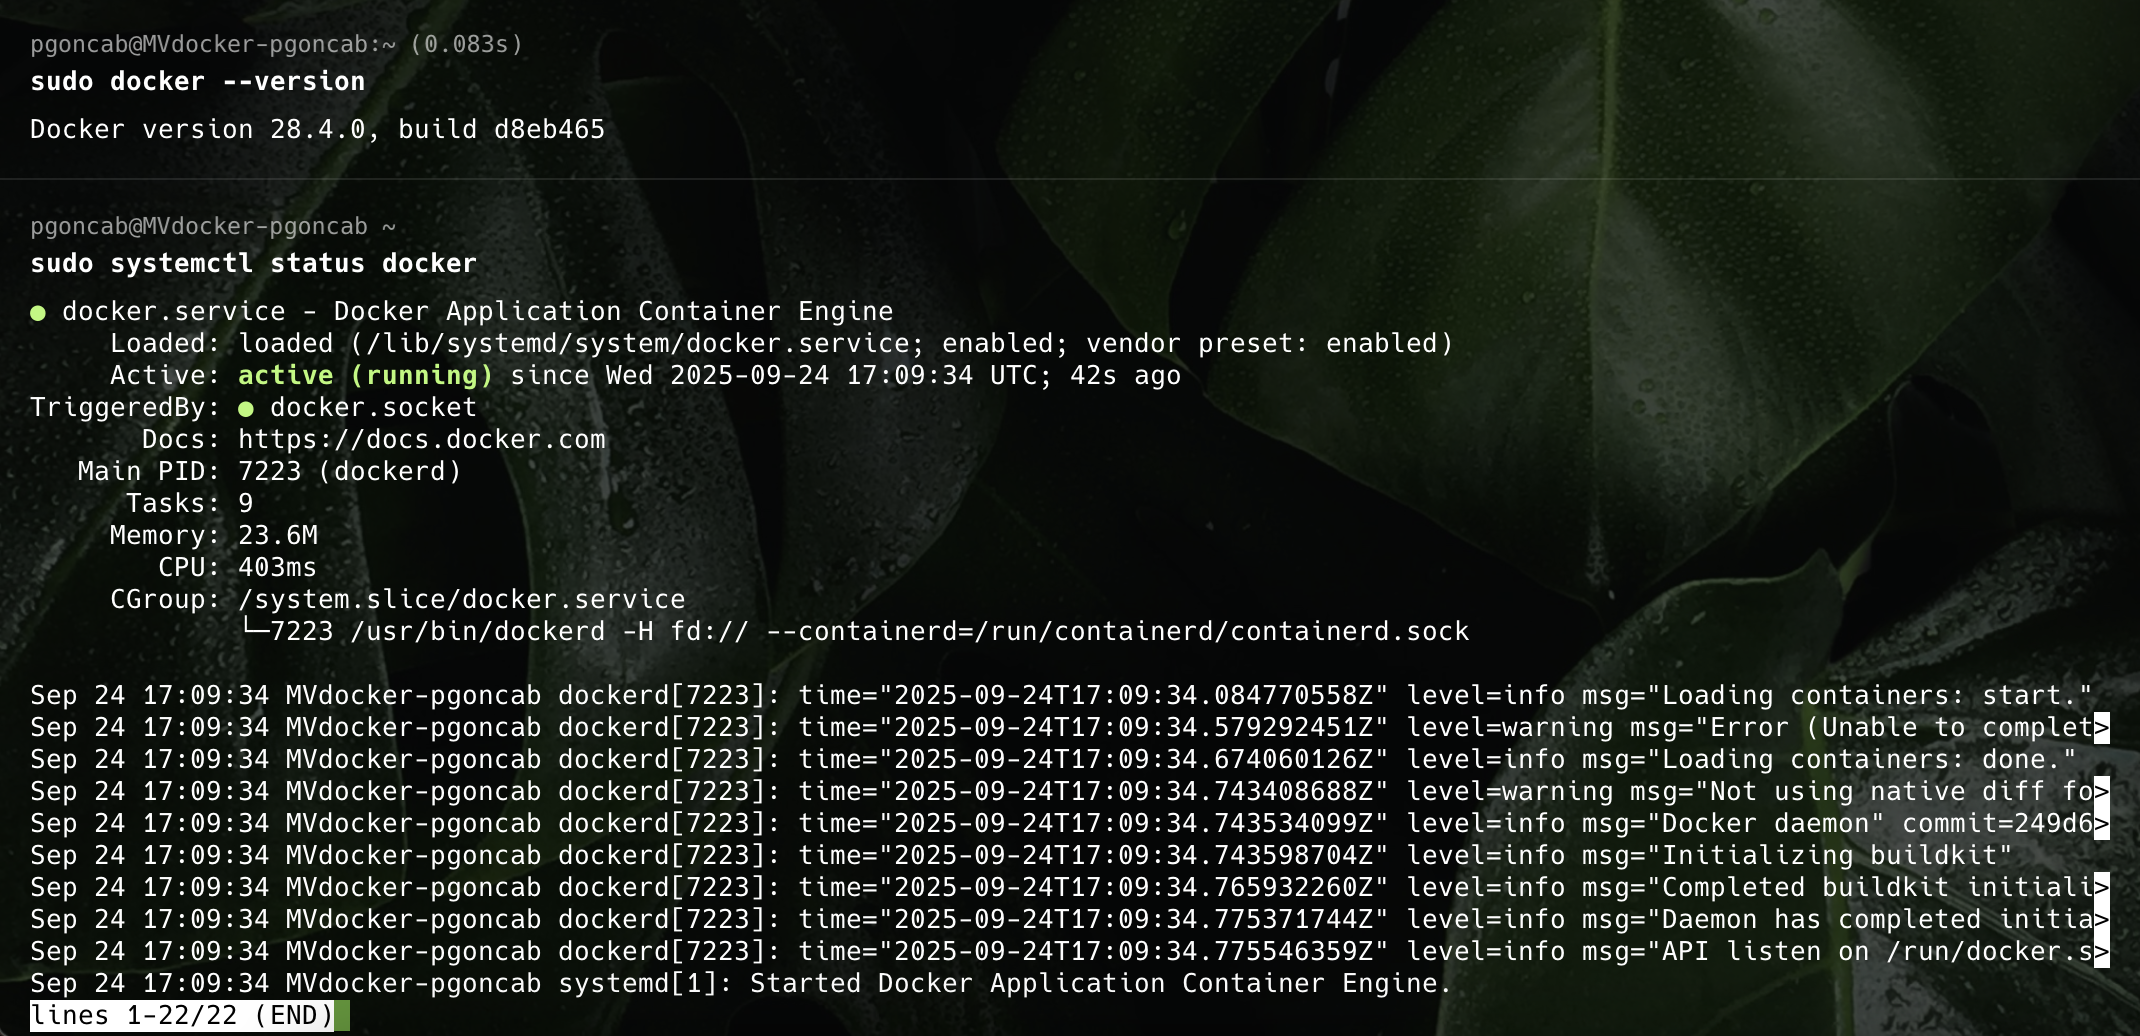 pgoncab@MVdocker-pgoncab:~ (0.083s)
sudo docker --version
Docker version 28.4.0, build d8eb465
pgoncab@MVdocker-pgoncab ~
sudo systemctl status docker
● docker.service - Docker Application Container Engine
Loaded: loaded (/lib/systemd/system/docker.service; enabled; vendor preset: enabled)
Active: active (running) since Wed 2025-09-24 17:09:34 UTC; 42s ago
TriggeredBy: ● docker.socket
Docs: https://docs.docker.com
Main PID: 7223 (dockerd)
Tasks: 9
Memory: 23.6M
CPU: 403ms
CGroup: /system.slice/docker.service
└─7223 /usr/bin/dockerd -H fd:// --containerd=/run/containerd/containerd.sock
Sep 24 17:09:34 MVdocker-pgoncab dockerd[7223]: time="2025-09-24T17:09:34.084770558Z" level=info msg="Loading containers: start."
Sep 24 17:09:34 MVdocker-pgoncab dockerd[7223]: time="2025-09-24T17:09:34.579292451Z" level=warning msg="Error (Unable to complet>
Sep 24 17:09:34 MVdocker-pgoncab dockerd[7223]: time="2025-09-24T17:09:34.674060126Z" level=info msg="Loading containers: done."
Sep 24 17:09:34 MVdocker-pgoncab dockerd[7223]: time="2025-09-24T17:09:34.743408688Z" level=warning msg="Not using native diff fo>
Sep 24 17:09:34 MVdocker-pgoncab dockerd[7223]: time="2025-09-24T17:09:34.743534099Z" level=info msg="Docker daemon" commit=249d6>
Sep 24 17:09:34 MVdocker-pgoncab dockerd[7223]: time="2025-09-24T17:09:34.743598704Z" level=info msg="Initializing buildkit"
Sep 24 17:09:34 MVdocker-pgoncab dockerd[7223]: time="2025-09-24T17:09:34.765932260Z" level=info msg="Completed buildkit initiali>
Sep 24 17:09:34 MVdocker-pgoncab dockerd[7223]: time="2025-09-24T17:09:34.775371744Z" level=info msg="Daemon has completed initia>
Sep 24 17:09:34 MVdocker-pgoncab dockerd[7223]: time="2025-09-24T17:09:34.775546359Z" level=info msg="API listen on /run/docker.s>
Sep 24 17:09:34 MVdocker-pgoncab systemd[1]: Started Docker Application Container Engine.
lines 1-22/22 (END)